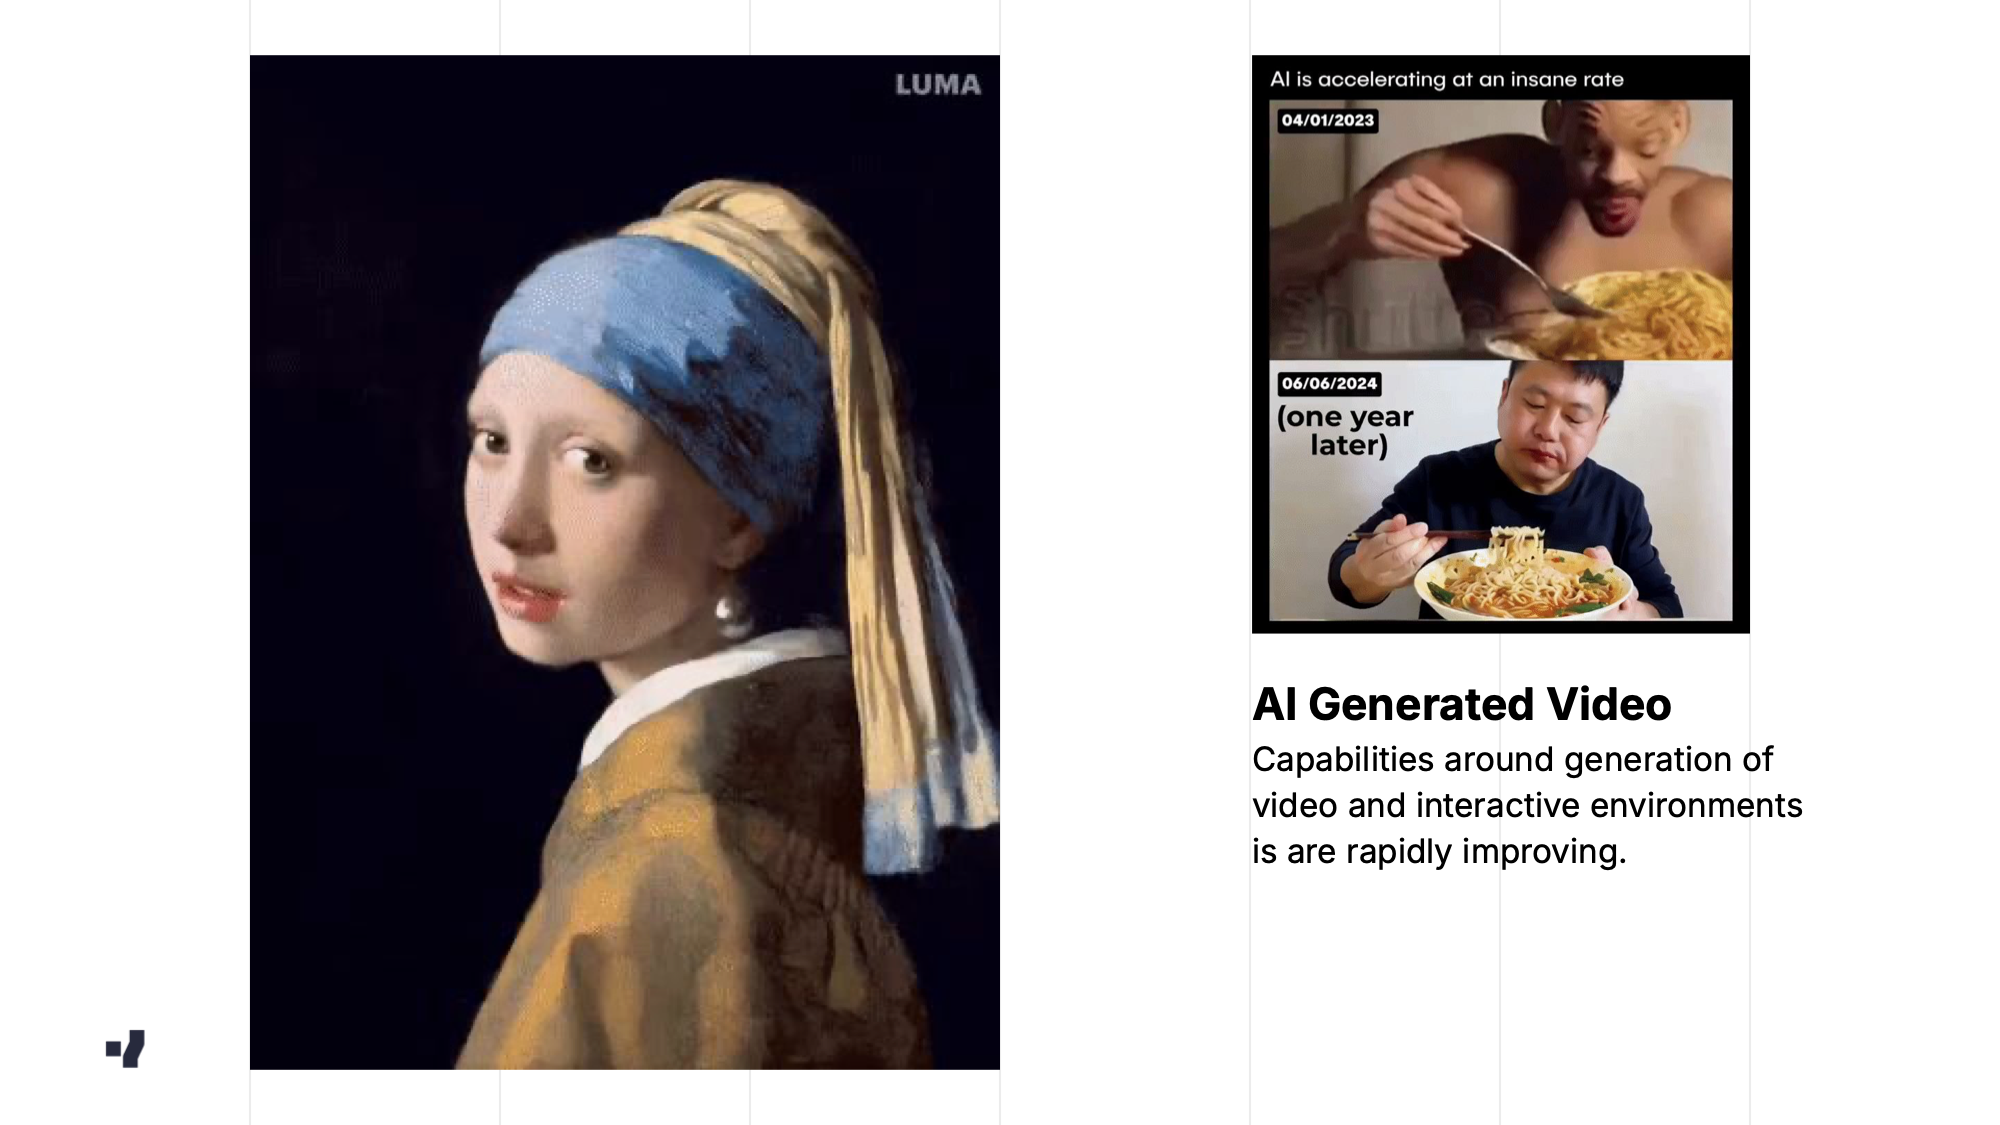 LUMA
AI is accelerating at an insane rate
04/01/2023
06/06/2024
(one year
later)
AI Generated Video
Capabilities around generation of
video and interactive environments
is are rapidly improving.